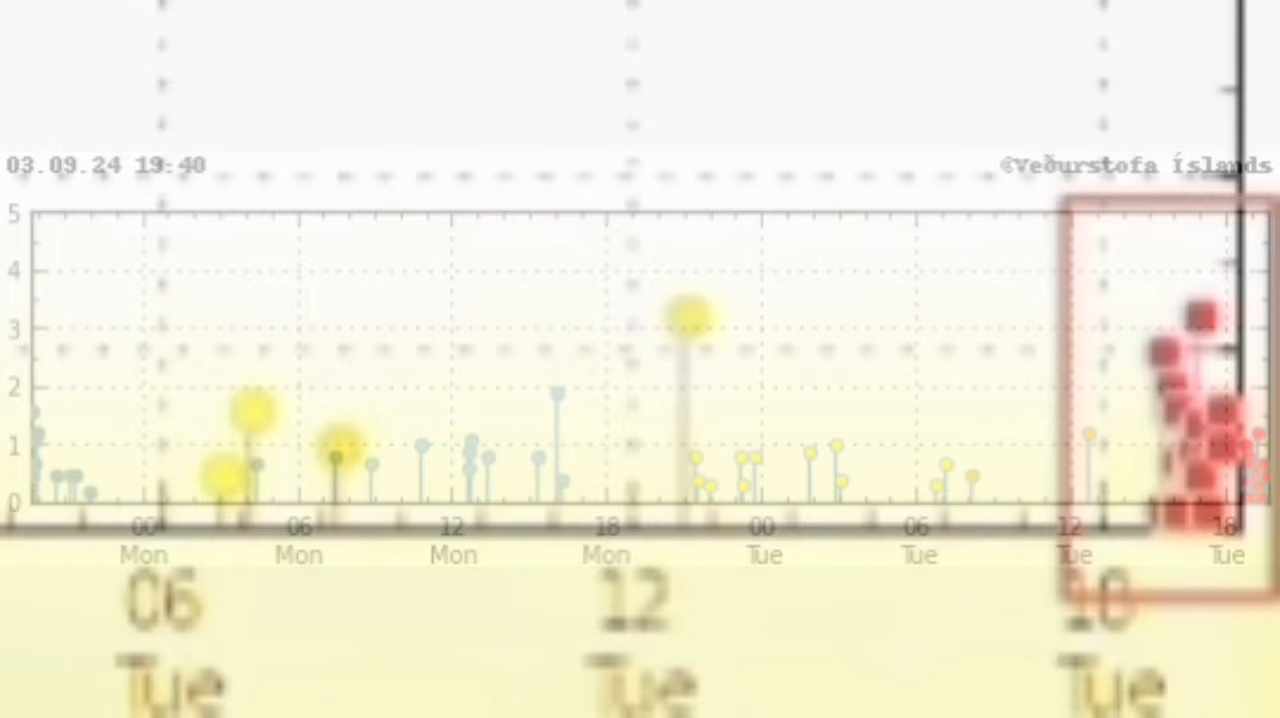 03.09.24 19:40
©Veðurstofa Íslands
5
4
3
2
1
0
00 06 12 18 00 06 12 18
Mon Mon Mon Mon Tue Tue Tue Tue
06 12
Tue Tue Tue